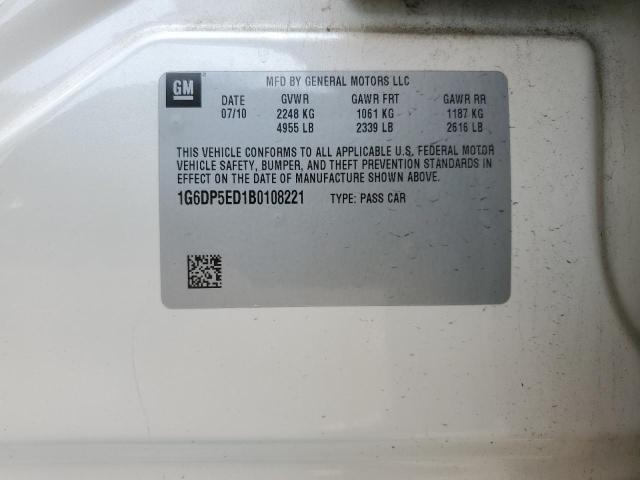 GM
MFD BY GENERAL MOTORS LLC
DATE GVWR GAWR FRT GAWR RR
07/10 2248 KG 1061 KG 1187 KG
4955 LB 2339 LB 2616 LB
THIS VEHICLE CONFORMS TO ALL APPLICABLE U.S. FEDERAL MOTOR
VEHICLE SAFETY, BUMPER, AND THEFT PREVENTION STANDARDS IN
EFFECT ON THE DATE OF MANUFACTURE SHOWN ABOVE.
1G6DP5ED1B0108221 TYPE: PASS CAR